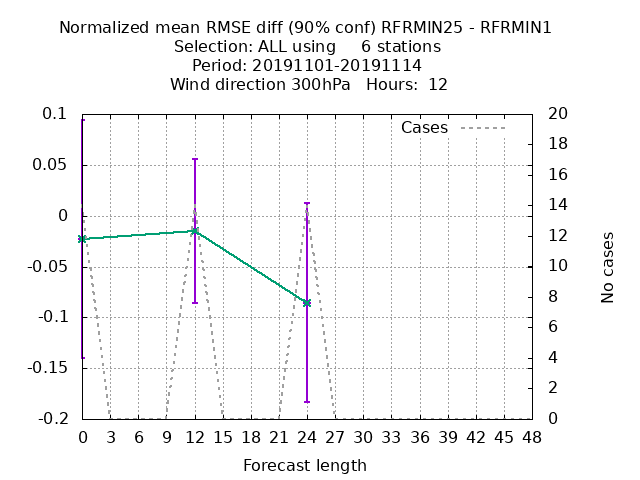 Normalized mean RMSE diff (90% conf) RFRMIN25 - RFRMIN1
Selection: ALL using     6 stations
Period: 20191101-20191114
Wind direction 300hPa   Hours:  12
0.1
0.05
0
-0.05
-0.1
-0.15
-0.2
Cases
20
18
16
14
12
10
8
6
4
2
0
No cases
0 3 6 9 12 15 18 21 24 27 30 33 36 39 42 45 48
Forecast length